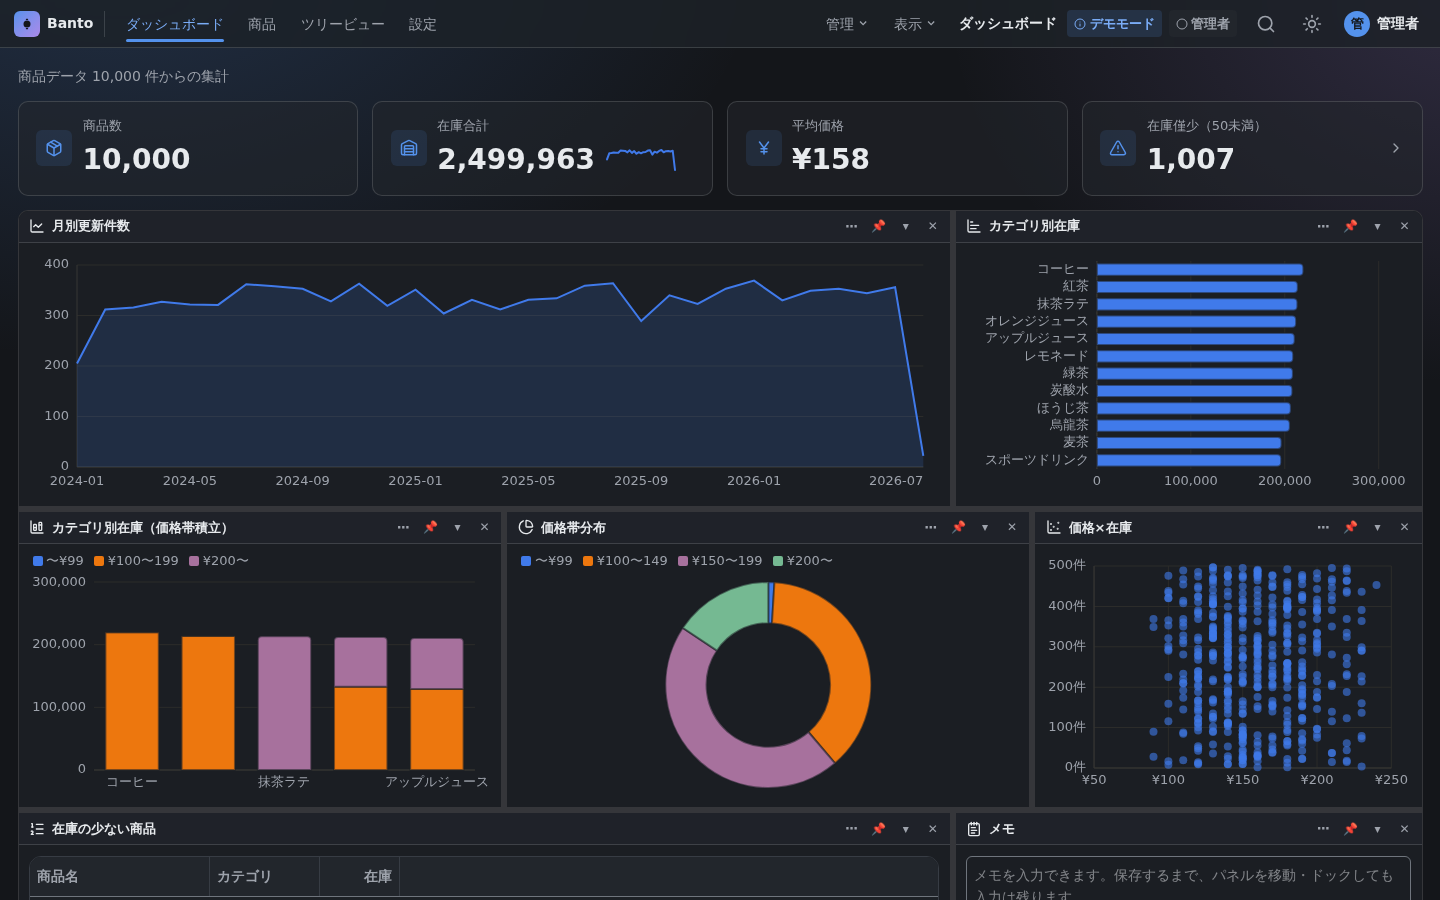 Banto
ダッシュボード
商品
ツリービュー
設定
管理
表示
ダッシュボード
デモモード
管理者
管
管理者
商品データ 10,000 件からの集計
商品数
10,000
在庫合計
2,499,963
平均価格
¥158
在庫僅少（50未満）
1,007
月別更新件数
400
300
200
100
0
2024-01 2024-05 2024-09 2025-01 2025-05 2025-09 2026-01 2026-07
カテゴリ別在庫
コーヒー
紅茶
抹茶ラテ
オレンジジュース
アップルジュース
レモネード
緑茶
炭酸水
ほうじ茶
烏龍茶
麦茶
スポーツドリンク
0 100,000 200,000 300,000
カテゴリ別在庫（価格帯積立）
〜¥99 ¥100〜199 ¥200〜
300,000
200,000
100,000
0
コーヒー 抹茶ラテ アップルジュース
価格帯分布
〜¥99 ¥100〜149 ¥150〜199 ¥200〜
価格×在庫
500件
400件
300件
200件
100件
0件
¥50 ¥100 ¥150 ¥200 ¥250
在庫の少ない商品
商品名 カテゴリ 在庫
メモ
メモを入力できます。保存するまで、パネルを移動・ドックしても
入力は残ります